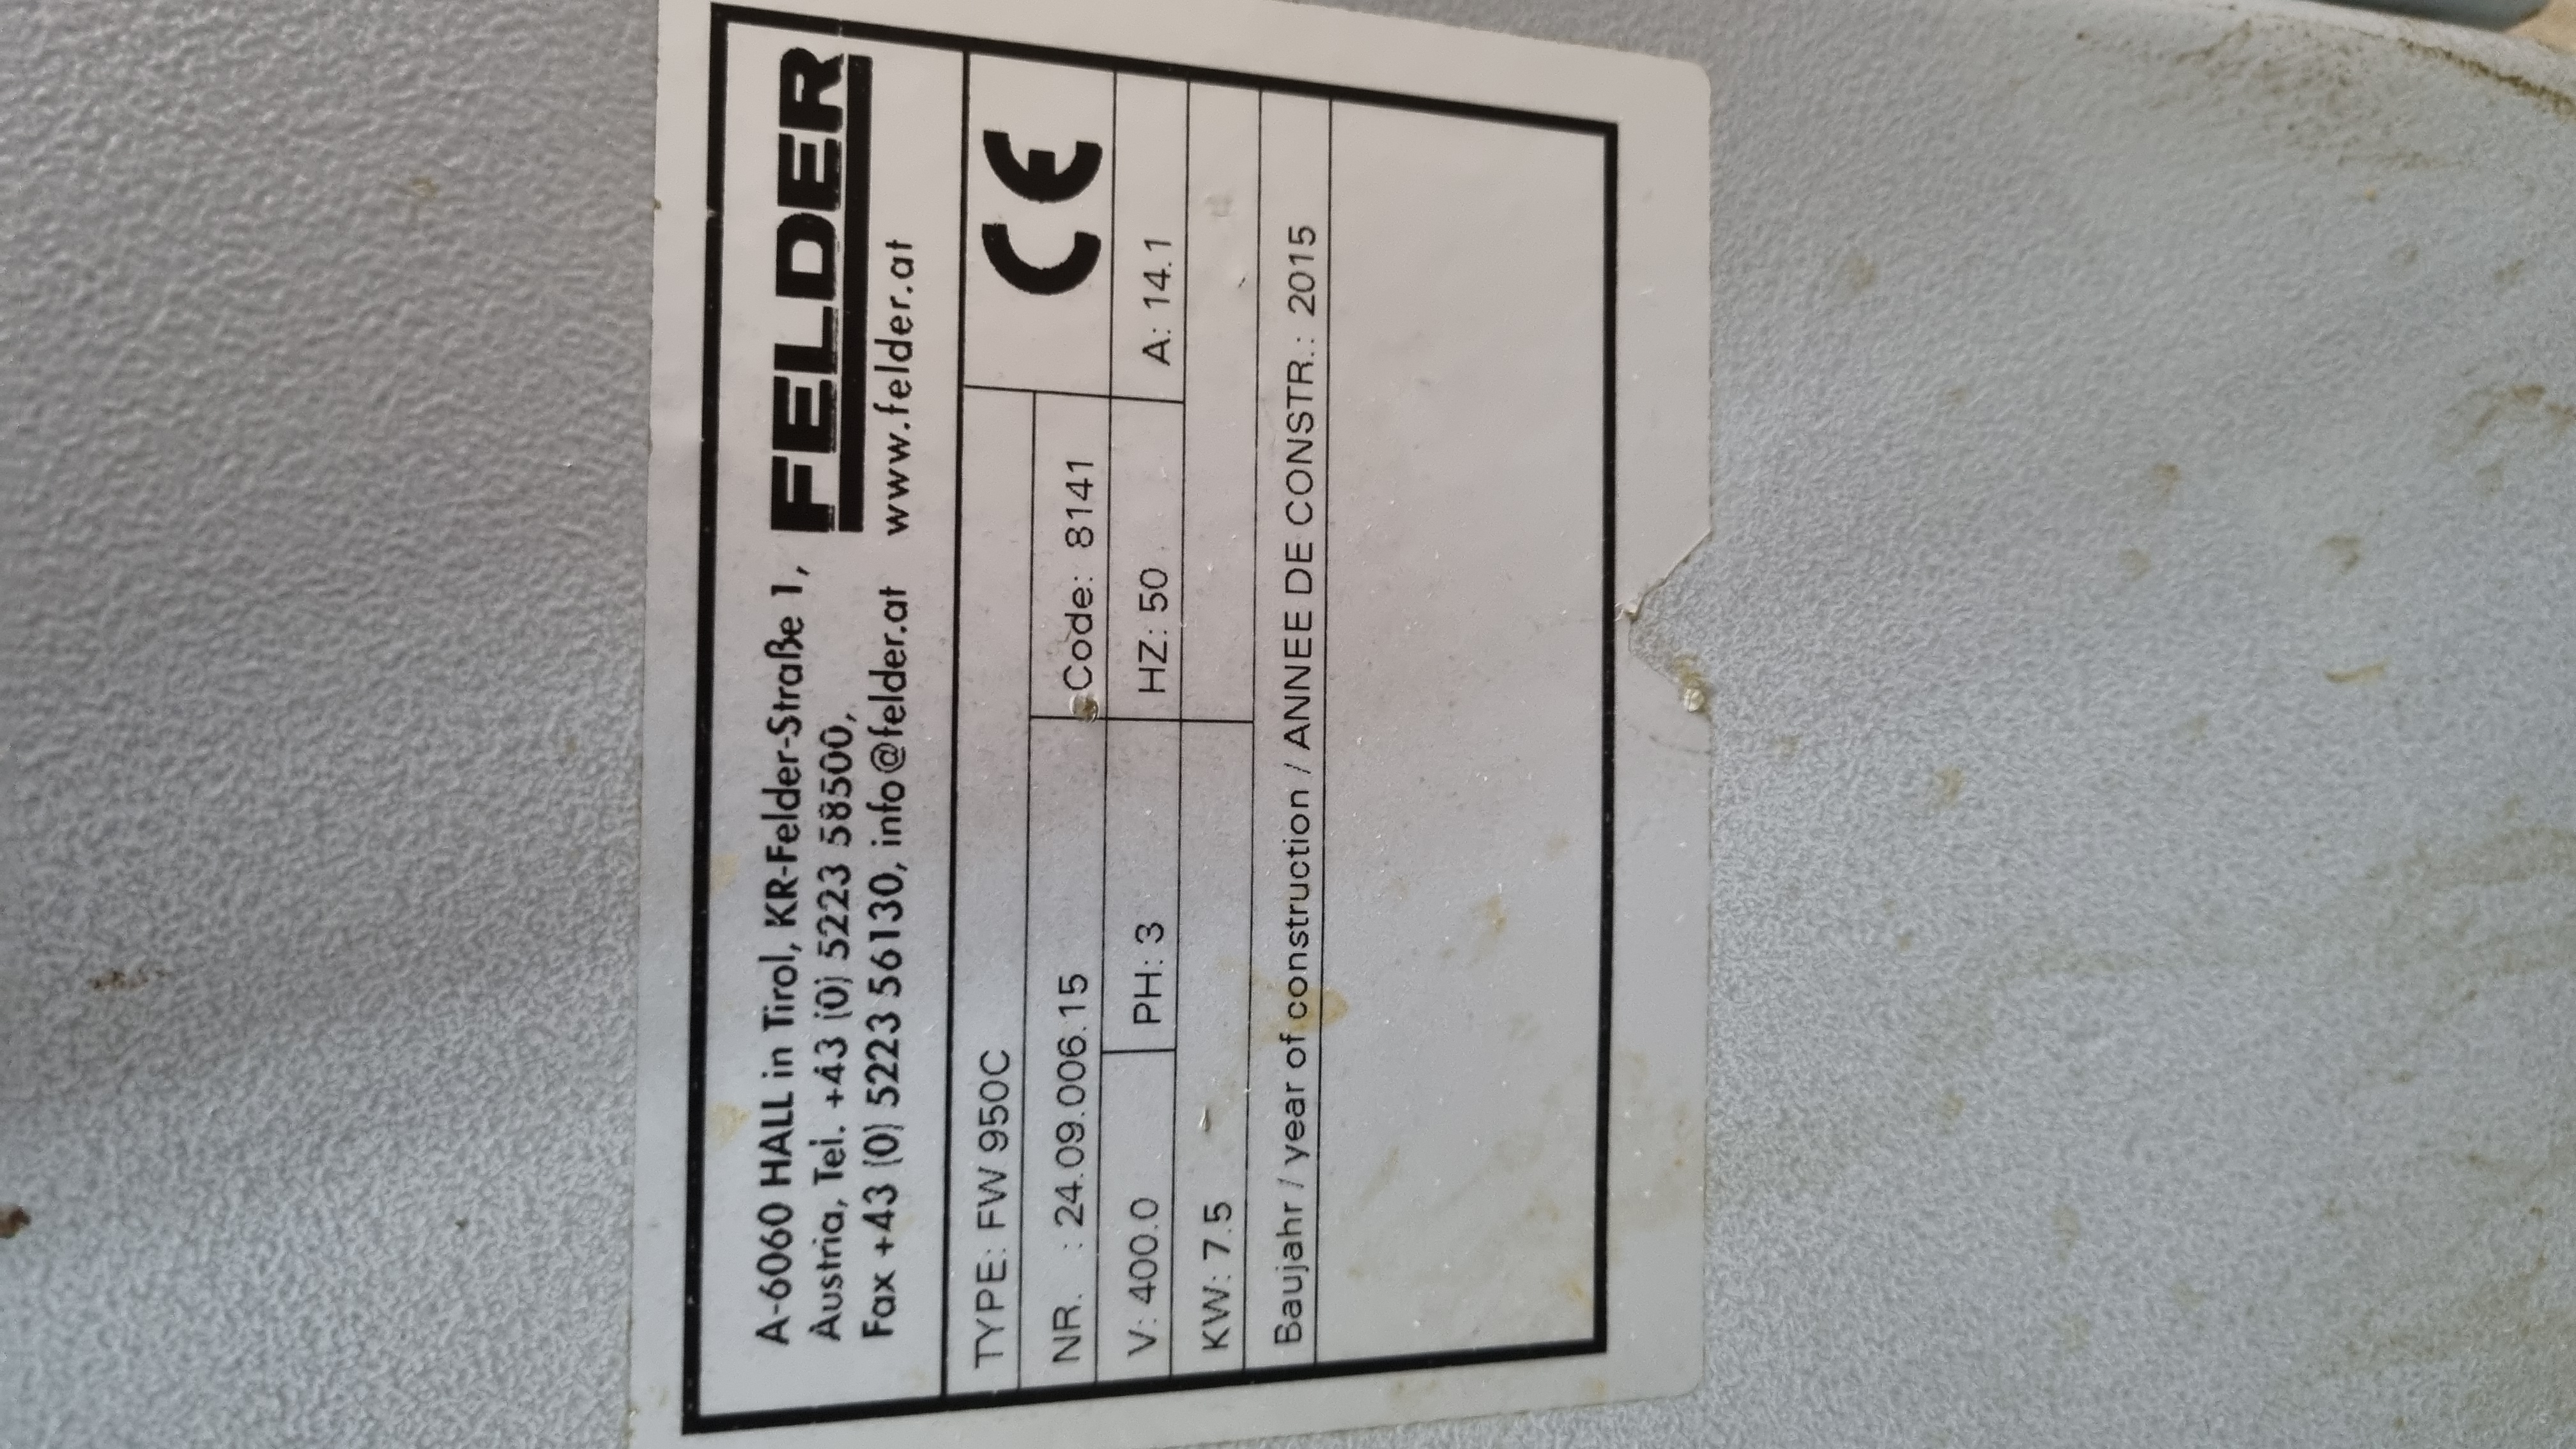 A-6060 HALL in Tirol, KR-Felder-Straße 1,
Austria, Tel. +43 (0) 5223 58500,
Fax +43 (0) 5223 56130, info@felder.at
FELDER
www.felder.at
TYPE: FW 950C
CE
NR. : 24.09.006.15 Code: 8141
V: 400.0 PH: 3 HZ: 50 A: 14.1
KW: 7.5
Baujahr / year of construction / ANNEE DE CONSTR.: 2015